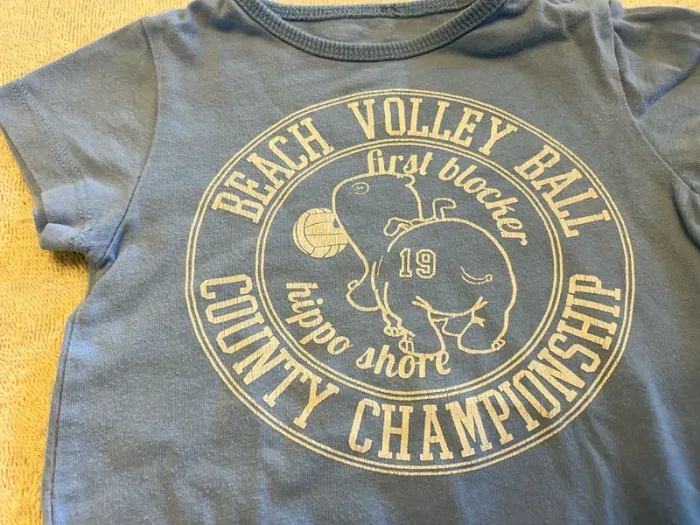 BEACH VOLLEY BALL
first blocker
19
hippo shore
COUNTY CHAMPIONSHIP